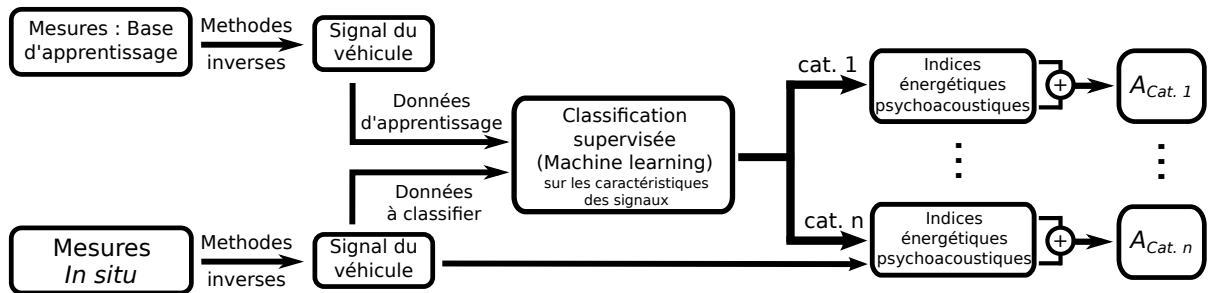 Mesures : Base
d'apprentissage
Methodes
inverses
Signal du
véhicule
Données
d'apprentissage
Classification
supervisée
(Machine learning)
sur les caractéristiques
des signaux
Données
à classifier
Mesures
In situ
Methodes
inverses
Signal du
véhicule
cat. 1
Indices
énergétiques
psychoacoustiques
+
A Cat. 1
cat. n
Indices
énergétiques
psychoacoustiques
+
A Cat. n